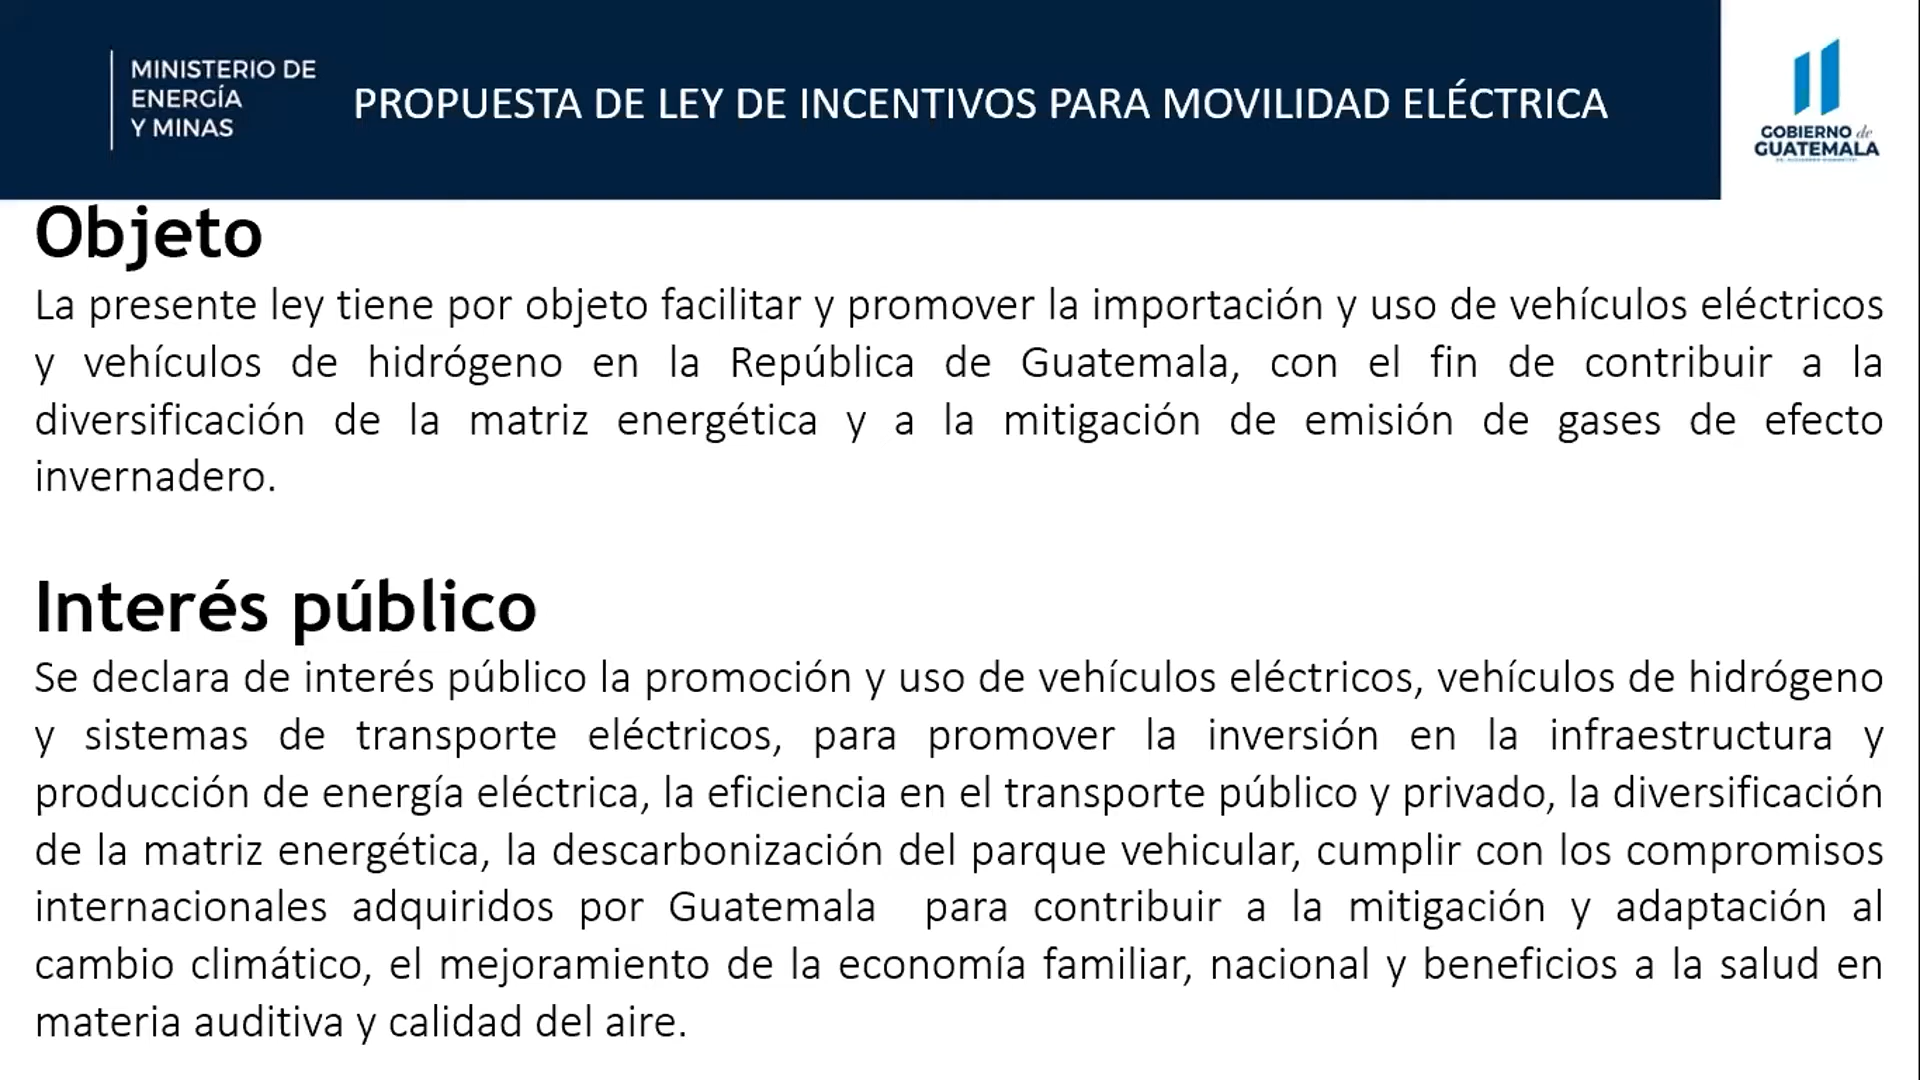 MINISTERIO DE
ENERGÍA
Y MINAS
PROPUESTA DE LEY DE INCENTIVOS PARA MOVILIDAD ELÉCTRICA
GOBIERNO de
GUATEMALA
Objeto
La presente ley tiene por objeto facilitar y promover la importación y uso de vehículos eléctricos
y vehículos de hidrógeno en la República de Guatemala, con el fin de contribuir a la
diversificación de la matriz energética y a la mitigación de emisión de gases de efecto
invernadero.
Interés público
Se declara de interés público la promoción y uso de vehículos eléctricos, vehículos de hidrógeno
y sistemas de transporte eléctricos, para promover la inversión en la infraestructura y
producción de energía eléctrica, la eficiencia en el transporte público y privado, la diversificación
de la matriz energética, la descarbonización del parque vehicular, cumplir con los compromisos
internacionales adquiridos por Guatemala para contribuir a la mitigación y adaptación al
cambio climático, el mejoramiento de la economía familiar, nacional y beneficios a la salud en
materia auditiva y calidad del aire.